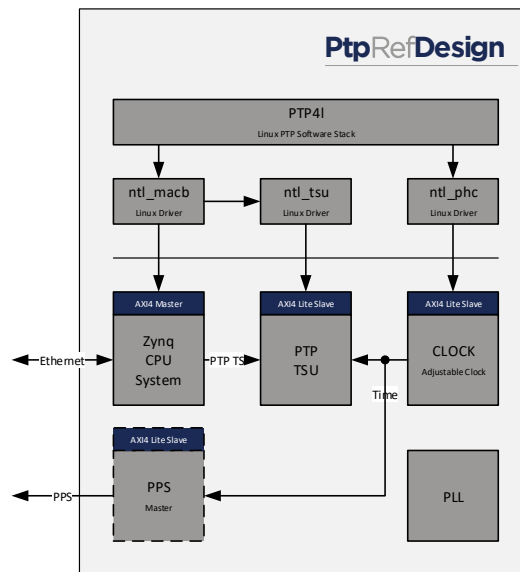 PtpRefDesign
PTP4l
Linux PTP Software Stack
ntl_macb
Linux Driver
ntl_tsu
Linux Driver
ntl_phc
Linux Driver
AXI4 Master
AXI4 Lite Slave
AXI4 Lite Slave
Ethernet
Zynq
CPU
System
PTP TS
PTP
TSU
CLOCK
Adjustable Clock
Time
AXI4 Lite Slave
PPS
PPS
Master
PLL